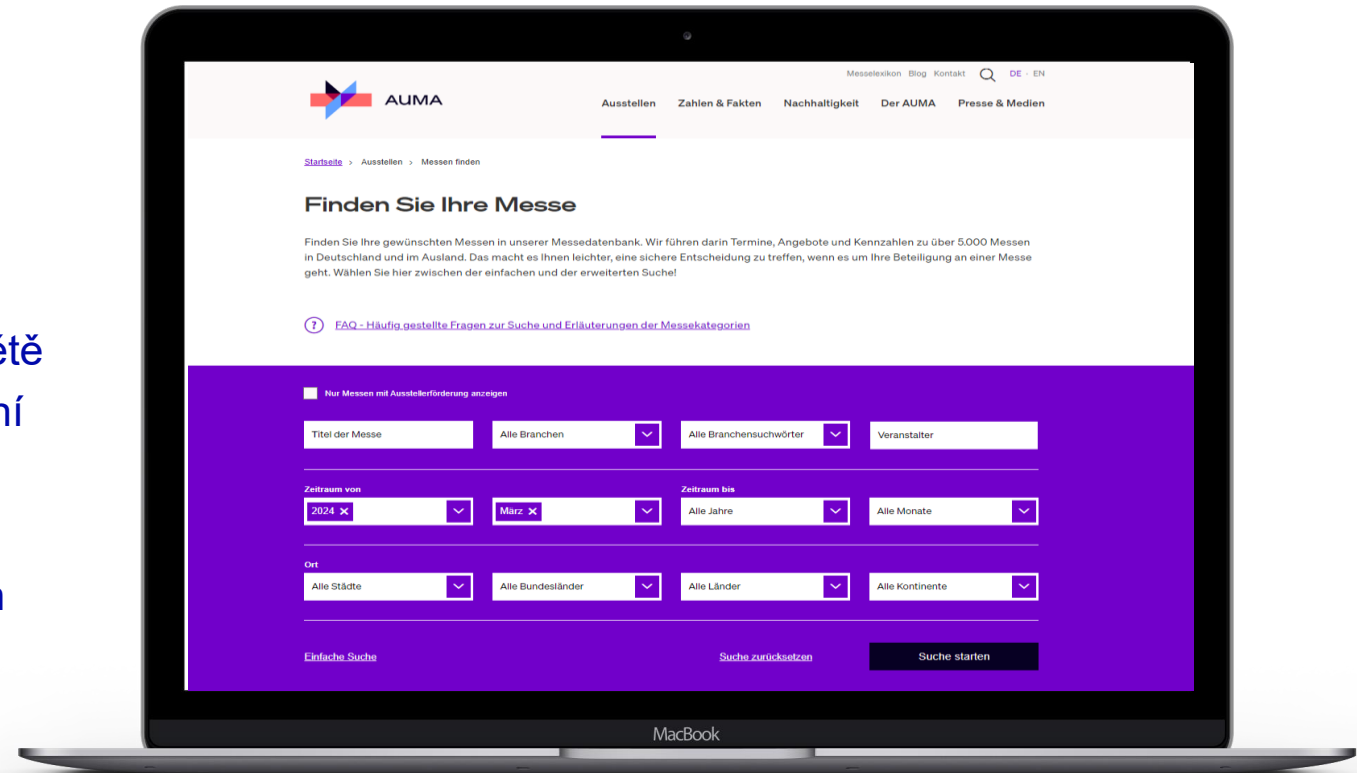 Messelexikon Blog Kontakt DE · EN
AUMA
Ausstellen Zahlen & Fakten Nachhaltigkeit Der AUMA Presse & Medien
Startseite > Ausstellen > Messen finden
Finden Sie Ihre Messe
Finden Sie Ihre gewünschten Messen in unserer Messedatenbank. Wir führen darin Termine, Angebote und Kennzahlen zu über 5.000 Messen
in Deutschland und im Ausland. Das macht es Ihnen leichter, eine sichere Entscheidung zu treffen, wenn es um Ihre Beteiligung an einer Messe
geht. Wählen Sie hier zwischen der einfachen und der erweiterten Suche!
? FAQ - Häufig gestellte Fragen zur Suche und Erläuterungen der Messekategorien
ětě
ní
Nur Messen mit Ausstellerförderung anzeigen
Titel der Messe Alle Branchen Alle Branchensuchwörter Veranstalter
Zeitraum von Zeitraum bis
2024 × März × Alle Jahre Alle Monate
Ort
Alle Städte Alle Bundesländer Alle Länder Alle Kontinente
Einfache Suche Suche zurücksetzen Suche starten
MacBook